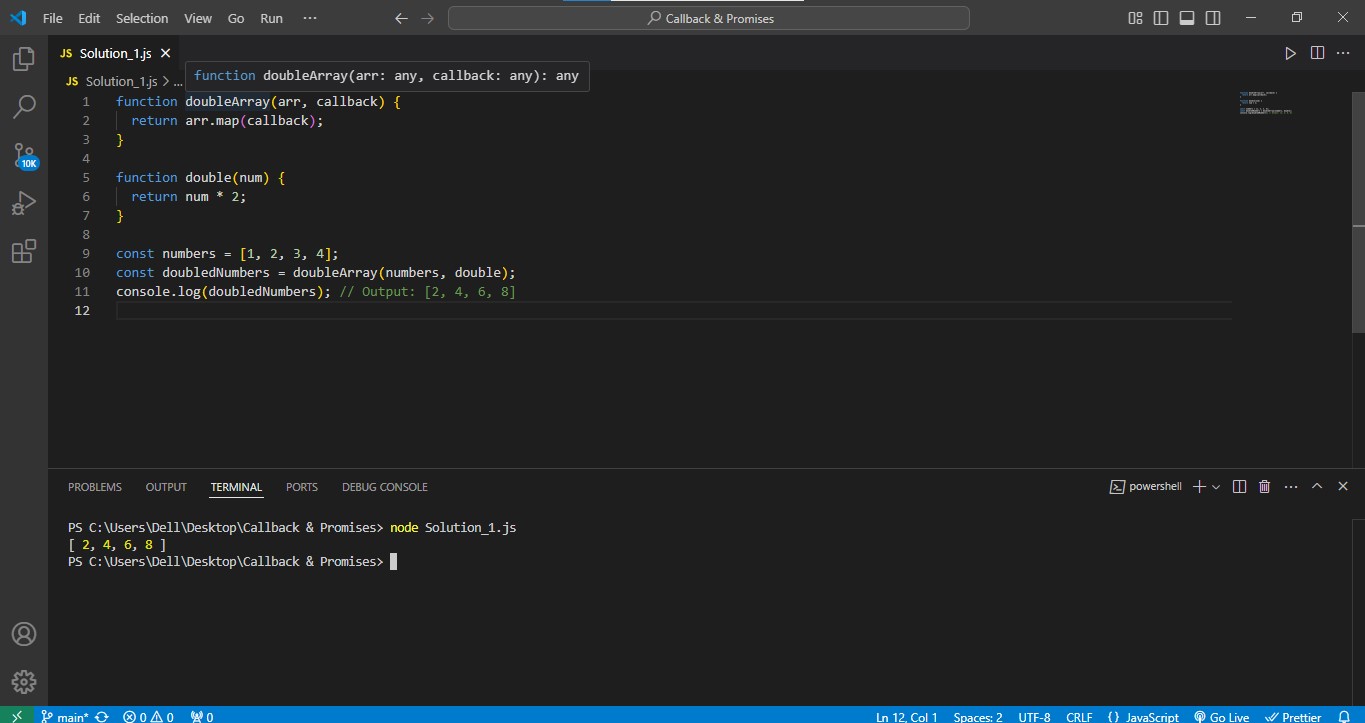 File Edit Selection View Go Run ··· Callback & Promises
JS Solution_1.js
JS Solution_1.js > ...
function doubleArray(arr: any, callback: any): any
1 function doubleArray(arr, callback) {
2 return arr.map(callback);
3 }
4
5 function double(num) {
6 return num * 2;
7 }
8
9 const numbers = [1, 2, 3, 4];
10 const doubledNumbers = doubleArray(numbers, double);
11 console.log(doubledNumbers); // Output: [2, 4, 6, 8]
12
10K
PROBLEMS OUTPUT TERMINAL PORTS DEBUG CONSOLE powershell
PS C:\Users\Dell\Desktop\Callback & Promises> node Solution_1.js
[ 2, 4, 6, 8 ]
PS C:\Users\Dell\Desktop\Callback & Promises>
main* 0 0 0 Ln 12, Col 1 Spaces: 2 UTF-8 CRLF {} JavaScript Go Live Prettier